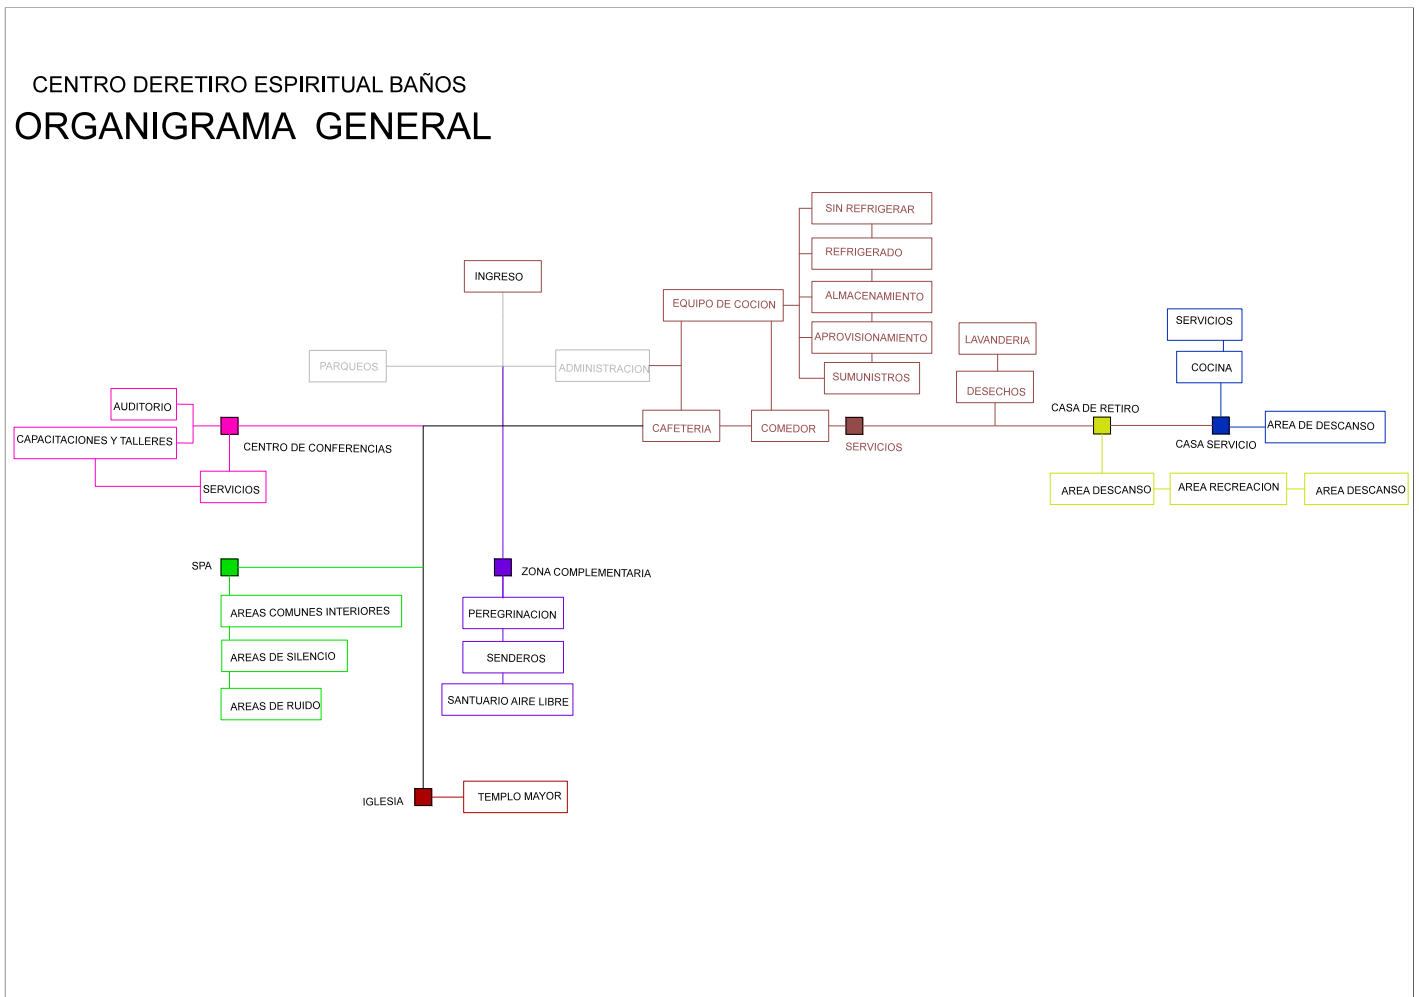 CENTRO DERETIRO ESPIRITUAL BAÑOS
ORGANIGRAMA GENERAL
SIN REFRIGERAR
REFRIGERADO
INGRESO
EQUIPO DE COCION
ALMACENAMIENTO
APROVISIONAMIENTO
SUMUNISTROS
LAVANDERIA
DESECHOS
SERVICIOS
COCINA
PARQUEOS
ADMINISTRACION
AUDITORIO
CAPACITACIONES Y TALLERES
CENTRO DE CONFERENCIAS
SERVICIOS
CAFETERIA
COMEDOR
SERVICIOS
CASA DE RETIRO
CASA SERVICIO
AREA DE DESCANSO
AREA DESCANSO
AREA RECREACION
AREA DESCANSO
SPA
AREAS COMUNES INTERIORES
AREAS DE SILENCIO
AREAS DE RUIDO
ZONA COMPLEMENTARIA
PEREGRINACION
SENDEROS
SANTUARIO AIRE LIBRE
IGLESIA
TEMPLO MAYOR